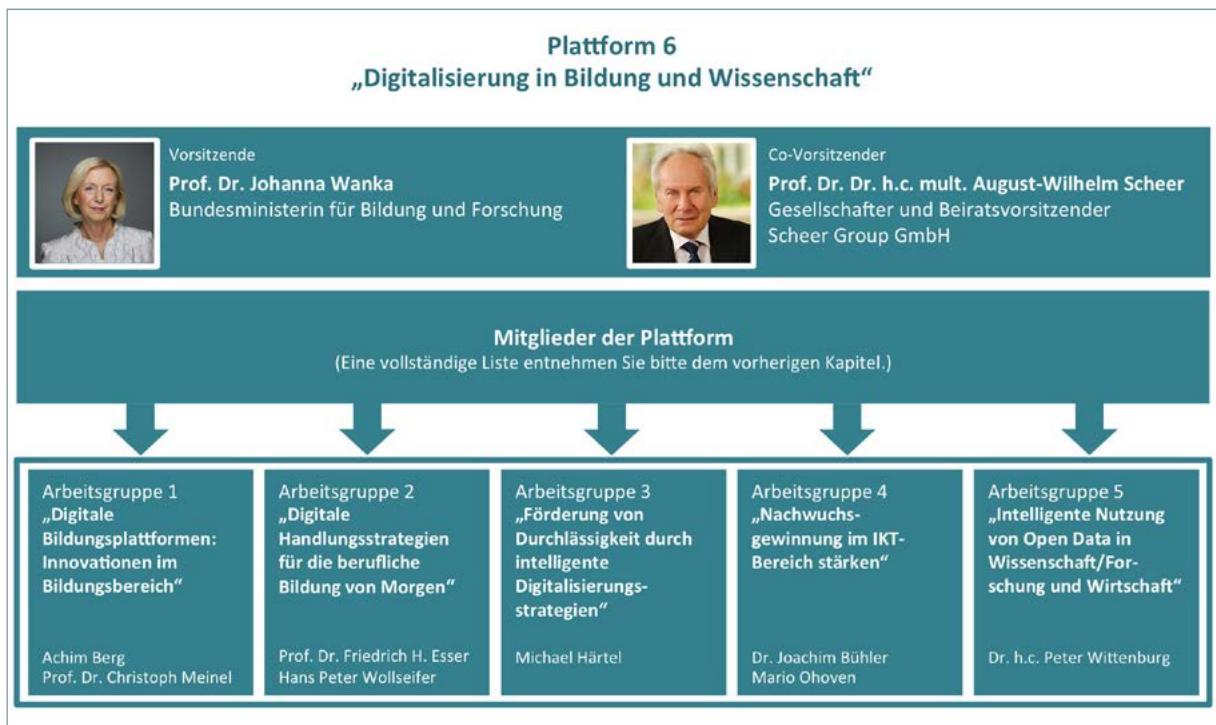 Plattform 6
„Digitalisierung in Bildung und Wissenschaft“
Vorsitzende
Prof. Dr. Johanna Wanka
Bundesministerin für Bildung und Forschung
Co-Vorsitzender
Prof. Dr. Dr. h.c. mult. August-Wilhelm Scheer
Gesellschafter und Beiratsvorsitzender
Scheer Group GmbH
Mitglieder der Plattform
(Eine vollständige Liste entnehmen Sie bitte dem vorherigen Kapitel.)
Arbeitsgruppe 1
„Digitale
Bildungsplattformen:
Innovationen im
Bildungsbereich“
Achim Berg
Prof. Dr. Christoph Meinel
Arbeitsgruppe 2
„Digitale
Handlungsstrategien
für die berufliche
Bildung von Morgen“
Prof. Dr. Friedrich H. Esser
Hans Peter Wollseifer
Arbeitsgruppe 3
„Förderung von
Durchlässigkeit durch
intelligente
Digitalisierungs-
strategien“
Michael Härtel
Arbeitsgruppe 4
„Nachwuchs-
gewinnung im IKT-
Bereich stärken“
Dr. Joachim Bühler
Mario Ohoven
Arbeitsgruppe 5
„Intelligente Nutzung
von Open Data in
Wissenschaft/For-
schung und Wirtschaft“
Dr. h.c. Peter Wittenburg